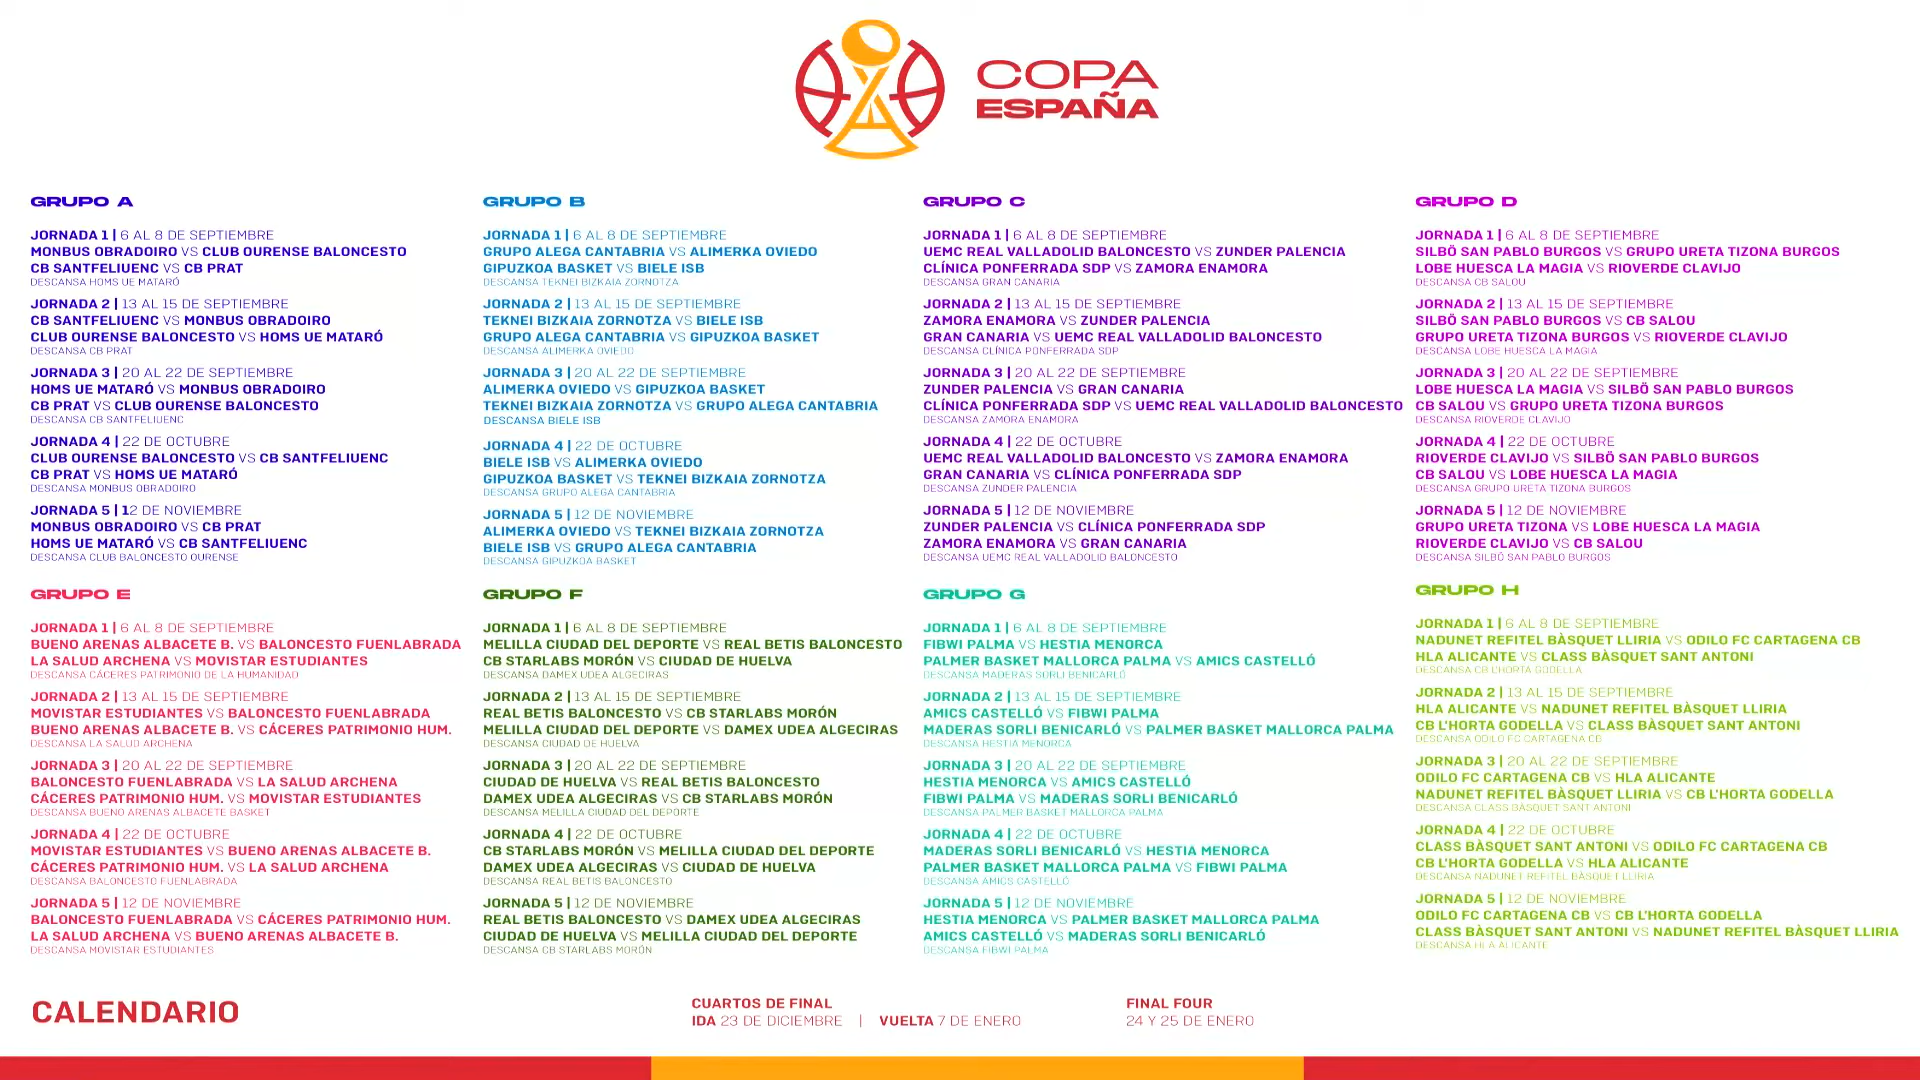 COPA
ESPAÑA
GRUPO A
JORNADA 1 | 6 AL 8 DE SEPTIEMBRE
MONBUS OBRADOIRO VS CLUB OURENSE BALONCESTO
CB SANTFELIUENC VS CB PRAT
DESCANSA HOMS UE MATARÓ
JORNADA 2 | 13 AL 15 DE SEPTIEMBRE
CB SANTFELIUENC VS MONBUS OBRADOIRO
CLUB OURENSE BALONCESTO VS HOMS UE MATARÓ
DESCANSA CB PRAT
JORNADA 3 | 20 AL 22 DE SEPTIEMBRE
HOMS UE MATARÓ VS MONBUS OBRADOIRO
CB PRAT VS CLUB OURENSE BALONCESTO
DESCANSA CB SANTFELIUENC
JORNADA 4 | 22 DE OCTUBRE
CLUB OURENSE BALONCESTO VS CB SANTFELIUENC
CB PRAT VS HOMS UE MATARÓ
DESCANSA MONBUS OBRADOIRO
JORNADA 5 | 12 DE NOVIEMBRE
MONBUS OBRADOIRO VS CB PRAT
HOMS UE MATARÓ VS CB SANTFELIUENC
DESCANSA CLUB BALONCESTO OURENSE
GRUPO B
JORNADA 1 | 6 AL 8 DE SEPTIEMBRE
GRUPO ALEGA CANTABRIA VS ALIMERKA OVIEDO
GIPUZKOA BASKET VS BIELE ISB
DESCANSA TEKNEI BIZKAIA ZORNOTZA
JORNADA 2 | 13 AL 15 DE SEPTIEMBRE
TEKNEI BIZKAIA ZORNOTZA VS BIELE ISB
GRUPO ALEGA CANTABRIA VS GIPUZKOA BASKET
DESCANSA ALIMERKA OVIEDO
JORNADA 3 | 20 AL 22 DE SEPTIEMBRE
ALIMERKA OVIEDO VS GIPUZKOA BASKET
TEKNEI BIZKAIA ZORNOTZA VS GRUPO ALEGA CANTABRIA
DESCANSA BIELE ISB
JORNADA 4 | 22 DE OCTUBRE
BIELE ISB VS ALIMERKA OVIEDO
GIPUZKOA BASKET VS TEKNEI BIZKAIA ZORNOTZA
DESCANSA GRUPO ALEGA CANTABRIA
JORNADA 5 | 12 DE NOVIEMBRE
ALIMERKA OVIEDO VS TEKNEI BIZKAIA ZORNOTZA
BIELE ISB VS GRUPO ALEGA CANTABRIA
DESCANSA GIPUZKOA BASKET
GRUPO C
JORNADA 1 | 6 AL 8 DE SEPTIEMBRE
UEMC REAL VALLADOLID BALONCESTO VS ZUNDER PALENCIA
CLÍNICA PONFERRADA SDP VS ZAMORA ENAMORA
DESCANSA GRAN CANARIA
JORNADA 2 | 13 AL 15 DE SEPTIEMBRE
ZAMORA ENAMORA VS ZUNDER PALENCIA
GRAN CANARIA VS UEMC REAL VALLADOLID BALONCESTO
DESCANSA CLÍNICA PONFERRADA SDP
JORNADA 3 | 20 AL 22 DE SEPTIEMBRE
ZUNDER PALENCIA VS GRAN CANARIA
CLÍNICA PONFERRADA SDP VS UEMC REAL VALLADOLID BALONCESTO
DESCANSA ZAMORA ENAMORA
JORNADA 4 | 22 DE OCTUBRE
UEMC REAL VALLADOLID BALONCESTO VS ZAMORA ENAMORA
GRAN CANARIA VS CLÍNICA PONFERRADA SDP
DESCANSA ZUNDER PALENCIA
JORNADA 5 | 12 DE NOVIEMBRE
ZUNDER PALENCIA VS CLÍNICA PONFERRADA SDP
ZAMORA ENAMORA VS GRAN CANARIA
DESCANSA UEMC REAL VALLADOLID BALONCESTO
GRUPO D
JORNADA 1 | 6 AL 8 DE SEPTIEMBRE
SILBÖ SAN PABLO BURGOS VS GRUPO URETA TIZONA BURGOS
LOBE HUESCA LA MAGIA VS RIOVERDE CLAVIJO
DESCANSA CB SALOU
JORNADA 2 | 13 AL 15 DE SEPTIEMBRE
SILBÖ SAN PABLO BURGOS VS CB SALOU
GRUPO URETA TIZONA BURGOS VS RIOVERDE CLAVIJO
DESCANSA LOBE HUESCA LA MAGIA
JORNADA 3 | 20 AL 22 DE SEPTIEMBRE
LOBE HUESCA LA MAGIA VS SILBÖ SAN PABLO BURGOS
CB SALOU VS GRUPO URETA TIZONA BURGOS
DESCANSA RIOVERDE CLAVIJO
JORNADA 4 | 22 DE OCTUBRE
RIOVERDE CLAVIJO VS SILBÖ SAN PABLO BURGOS
CB SALOU VS LOBE HUESCA LA MAGIA
DESCANSA GRUPO URETA TIZONA BURGOS
JORNADA 5 | 12 DE NOVIEMBRE
GRUPO URETA TIZONA VS LOBE HUESCA LA MAGIA
RIOVERDE CLAVIJO VS CB SALOU
DESCANSA SILBÖ SAN PABLO BURGOS
GRUPO E
JORNADA 1 | 6 AL 8 DE SEPTIEMBRE
BUENO ARENAS ALBACETE B. VS BALONCESTO FUENLABRADA
LA SALUD ARCHENA VS MOVISTAR ESTUDIANTES
DESCANSA CÁCERES PATRIMONIO DE LA HUMANIDAD
JORNADA 2 | 13 AL 15 DE SEPTIEMBRE
MOVISTAR ESTUDIANTES VS BALONCESTO FUENLABRADA
BUENO ARENAS ALBACETE B. VS CÁCERES PATRIMONIO HUM.
DESCANSA LA SALUD ARCHENA
JORNADA 3 | 20 AL 22 DE SEPTIEMBRE
BALONCESTO FUENLABRADA VS LA SALUD ARCHENA
CÁCERES PATRIMONIO HUM. VS MOVISTAR ESTUDIANTES
DESCANSA BUENO ARENAS ALBACETE BASKET
JORNADA 4 | 22 DE OCTUBRE
MOVISTAR ESTUDIANTES VS BUENO ARENAS ALBACETE B.
CÁCERES PATRIMONIO HUM. VS LA SALUD ARCHENA
DESCANSA BALONCESTO FUENLABRADA
JORNADA 5 | 12 DE NOVIEMBRE
BALONCESTO FUENLABRADA VS CÁCERES PATRIMONIO HUM.
LA SALUD ARCHENA VS BUENO ARENAS ALBACETE B.
DESCANSA MOVISTAR ESTUDIANTES
GRUPO F
JORNADA 1 | 6 AL 8 DE SEPTIEMBRE
MELILLA CIUDAD DEL DEPORTE VS REAL BETIS BALONCESTO
CB STARLABS MORÓN VS CIUDAD DE HUELVA
DESCANSA DAMEX UDEA ALGECIRAS
JORNADA 2 | 13 AL 15 DE SEPTIEMBRE
REAL BETIS BALONCESTO VS CB STARLABS MORÓN
MELILLA CIUDAD DEL DEPORTE VS DAMEX UDEA ALGECIRAS
DESCANSA CIUDAD DE HUELVA
JORNADA 3 | 20 AL 22 DE SEPTIEMBRE
CIUDAD DE HUELVA VS REAL BETIS BALONCESTO
DAMEX UDEA ALGECIRAS VS CB STARLABS MORÓN
DESCANSA MELILLA CIUDAD DEL DEPORTE
JORNADA 4 | 22 DE OCTUBRE
CB STARLABS MORÓN VS MELILLA CIUDAD DEL DEPORTE
DAMEX UDEA ALGECIRAS VS CIUDAD DE HUELVA
DESCANSA REAL BETIS BALONCESTO
JORNADA 5 | 12 DE NOVIEMBRE
REAL BETIS BALONCESTO VS DAMEX UDEA ALGECIRAS
CIUDAD DE HUELVA VS MELILLA CIUDAD DEL DEPORTE
DESCANSA CB STARLABS MORÓN
GRUPO G
JORNADA 1 | 6 AL 8 DE SEPTIEMBRE
FIBWI PALMA VS HESTIA MENORCA
PALMER BASKET MALLORCA PALMA VS AMICS CASTELLÓ
DESCANSA MADERAS SORLI BENICARLÓ
JORNADA 2 | 13 AL 15 DE SEPTIEMBRE
AMICS CASTELLÓ VS FIBWI PALMA
MADERAS SORLI BENICARLÓ VS PALMER BASKET MALLORCA PALMA
DESCANSA HESTIA MENORCA
JORNADA 3 | 20 AL 22 DE SEPTIEMBRE
HESTIA MENORCA VS AMICS CASTELLÓ
FIBWI PALMA VS MADERAS SORLI BENICARLÓ
DESCANSA PALMER BASKET MALLORCA PALMA
JORNADA 4 | 22 DE OCTUBRE
MADERAS SORLI BENICARLÓ VS HESTIA MENORCA
PALMER BASKET MALLORCA PALMA VS FIBWI PALMA
DESCANSA AMICS CASTELLÓ
JORNADA 5 | 12 DE NOVIEMBRE
HESTIA MENORCA VS PALMER BASKET MALLORCA PALMA
AMICS CASTELLÓ VS MADERAS SORLI BENICARLÓ
DESCANSA FIBWI PALMA
GRUPO H
JORNADA 1 | 6 AL 8 DE SEPTIEMBRE
NADUNET REFITEL BÀSQUET LLIRIA VS ODILO FC CARTAGENA CB
HLA ALICANTE VS CLASS BÀSQUET SANT ANTONI
DESCANSA CB L'HORTA GODELLA
JORNADA 2 | 13 AL 15 DE SEPTIEMBRE
HLA ALICANTE VS NADUNET REFITEL BÀSQUET LLIRIA
CB L'HORTA GODELLA VS CLASS BÀSQUET SANT ANTONI
DESCANSA ODILO FC CARTAGENA CB
JORNADA 3 | 20 AL 22 DE SEPTIEMBRE
ODILO FC CARTAGENA CB VS HLA ALICANTE
NADUNET REFITEL BÀSQUET LLIRIA VS CB L'HORTA GODELLA
DESCANSA CLASS BÀSQUET SANT ANTONI
JORNADA 4 | 22 DE OCTUBRE
CLASS BÀSQUET SANT ANTONI VS ODILO FC CARTAGENA CB
CB L'HORTA GODELLA VS HLA ALICANTE
DESCANSA NADUNET REFITEL BÀSQUET LLIRIA
JORNADA 5 | 12 DE NOVIEMBRE
ODILO FC CARTAGENA CB VS CB L'HORTA GODELLA
CLASS BÀSQUET SANT ANTONI VS NADUNET REFITEL BÀSQUET LLIRIA
DESCANSA HLA ALICANTE
CALENDARIO
CUARTOS DE FINAL
IDA 23 DE DICIEMBRE | VUELTA 7 DE ENERO
FINAL FOUR
24 Y 25 DE ENERO